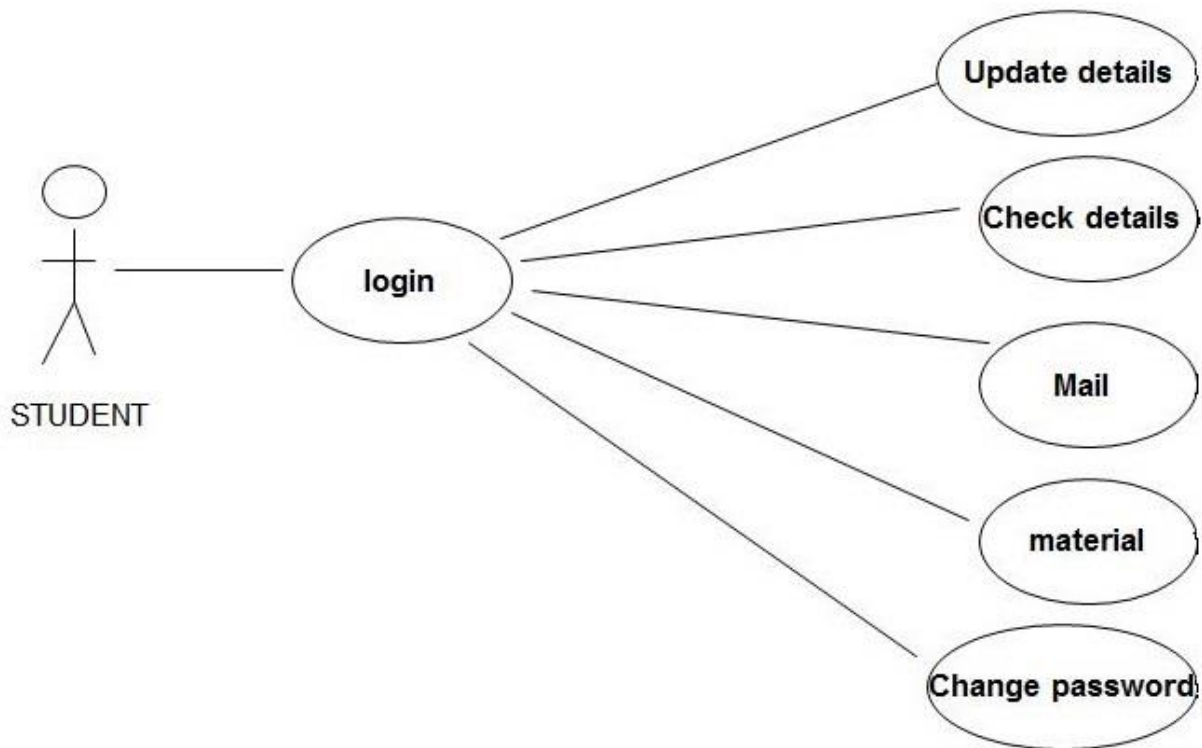 Update details
Check details
login
Mail
STUDENT
material
Change password